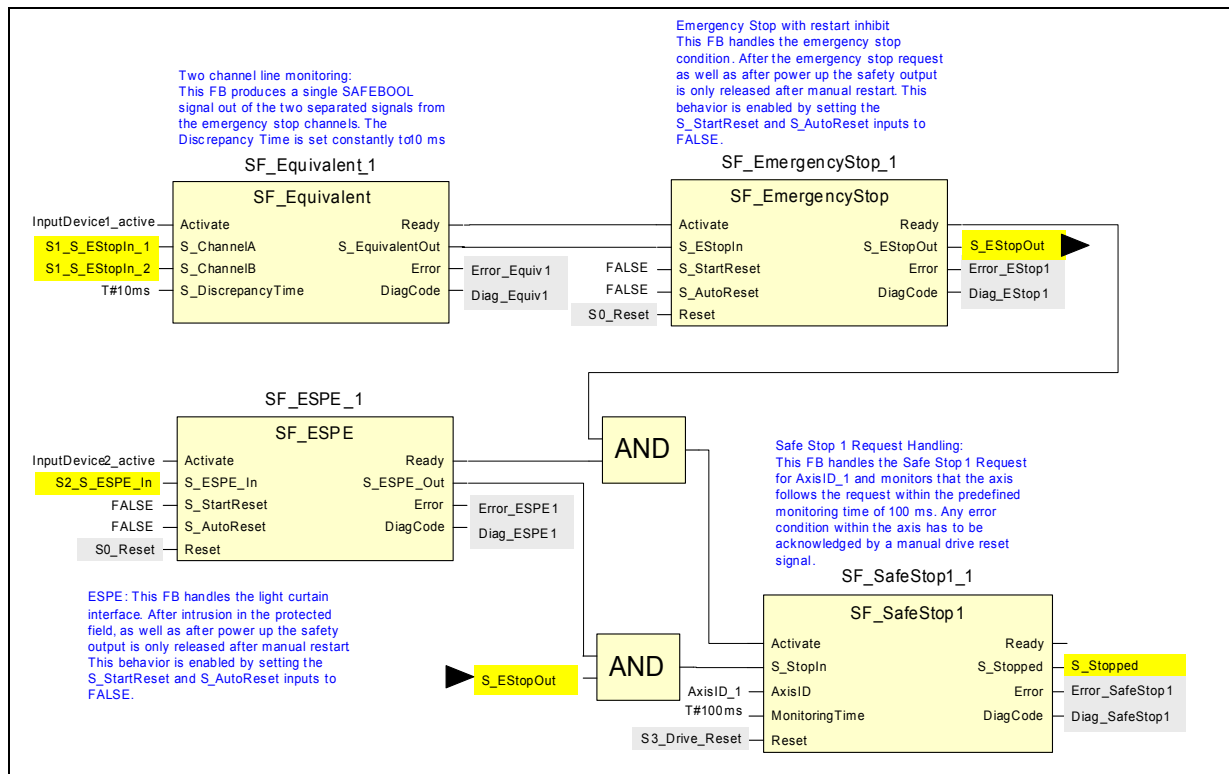 Two channel line monitoring:
This FB produces a single SAFEBOOL
signal out of the two separated signals from
the emergency stop channels. The
Discrepancy Time is set constantly to10 ms
Emergency Stop with restart inhibit
This FB handles the emergency stop
condition. After the emergency stop request
as well as after power up the safety output
is only released after manual restart. This
behavior is enabled by setting the
S_StartReset and S_AutoReset inputs to
FALSE.
SF_Equivalent_1
SF_Equivalent
InputDevice1_active
S1_S_EStopIn_1
S1_S_EStopIn_2
T#10ms
Activate
S_ChannelA
S_ChannelB
S_DiscrepancyTime
Ready
S_EquivalentOut
Error
DiagCode
Error_Equiv1
Diag_Equiv1
SF_EmergencyStop_1
SF_EmergencyStop
FALSE
FALSE
S0_Reset
Activate
S_EStopIn
S_StartReset
S_AutoReset
Reset
Ready
S_EStopOut
Error
DiagCode
S_EStopOut
Error_EStop1
Diag_EStop1
SF_ESPE_1
SF_ESPE
InputDevice2_active
S2_S_ESPE_In
FALSE
FALSE
S0_Reset
Activate
S_ESPE_In
S_StartReset
S_AutoReset
Reset
Ready
S_ESPE_Out
Error
DiagCode
Error_ESPE1
Diag_ESPE1
AND
Safe Stop 1 Request Handling:
This FB handles the Safe Stop1 Request
for AxisID_1 and monitors that the axis
follows the request within the predefined
monitoring time of 100 ms. Any error
condition within the axis has to be
acknowledged by a manual drive reset
signal.
ESPE: This FB handles the light curtain
interface. After intrusion in the protected
field, as well as after power up the safety
output is only released after manual restart
This behavior is enabled by setting the
S_StartReset and S_AutoReset inputs to
FALSE.
S_EStopOut
AND
SF_SafeStop1_1
SF_SafeStop1
AxisID_1
T#100ms
S3_Drive_Reset
Activate
S_StopIn
AxisID
MonitoringTime
Reset
Ready
S_Stopped
Error
DiagCode
S_Stopped
Error_SafeStop1
Diag_SafeStop1